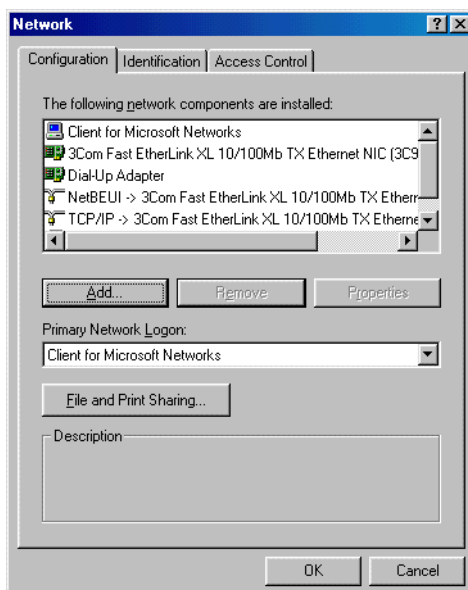 Network
Configuration Identification Access Control
The following network components are installed:
Client for Microsoft Networks
3Com Fast EtherLink XL 10/100Mb TX Ethernet NIC (3C9
Dial-Up Adapter
NetBEUI -> 3Com Fast EtherLink XL 10/100Mb TX Ethern
TCP/IP -> 3Com Fast EtherLink XL 10/100Mb TX Etherne
Add... Remove Properties
Primary Network Logon:
Client for Microsoft Networks
File and Print Sharing...
Description
OK Cancel